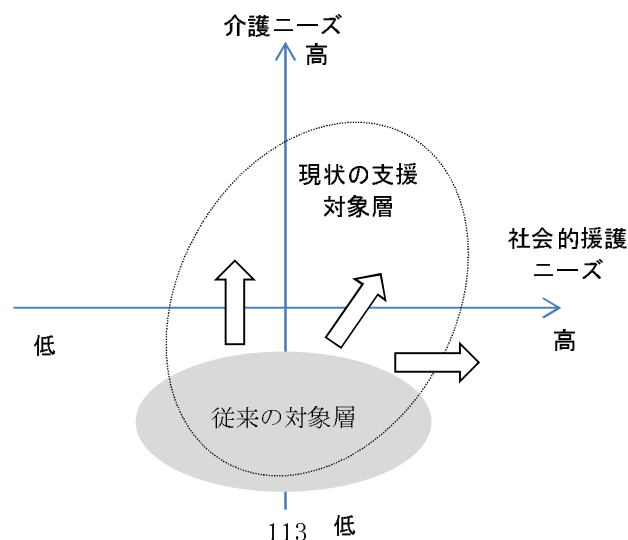 介護ニーズ
高
現状の支援
対象層
社会的援護
ニーズ
低
高
従来の対象層
113
低